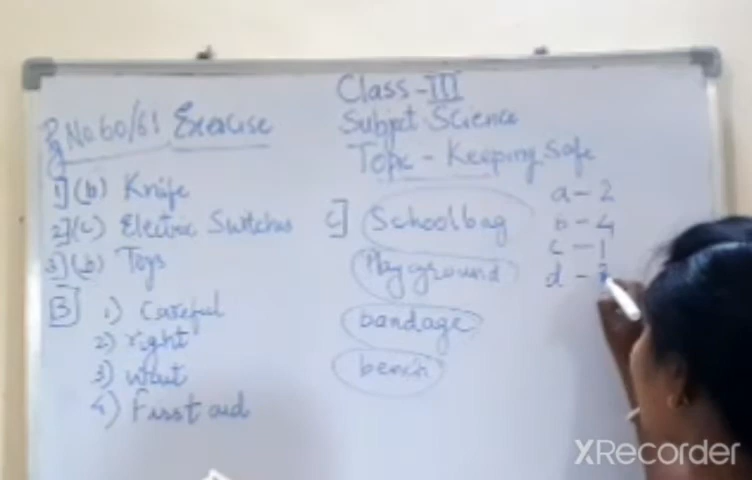 Class-III
Subject Science
Topic - Keeping Safe
Pg No 60/61 Exercise
1] (b) Knife
2] (c) Electric Switches
3] (b) Toys
B] 1) Careful
2) right
3) wait
4) First aid
C] Schoolbag
Playground
bandage
bench
a - 2
b - 4
c - 1
d -
XRecorder